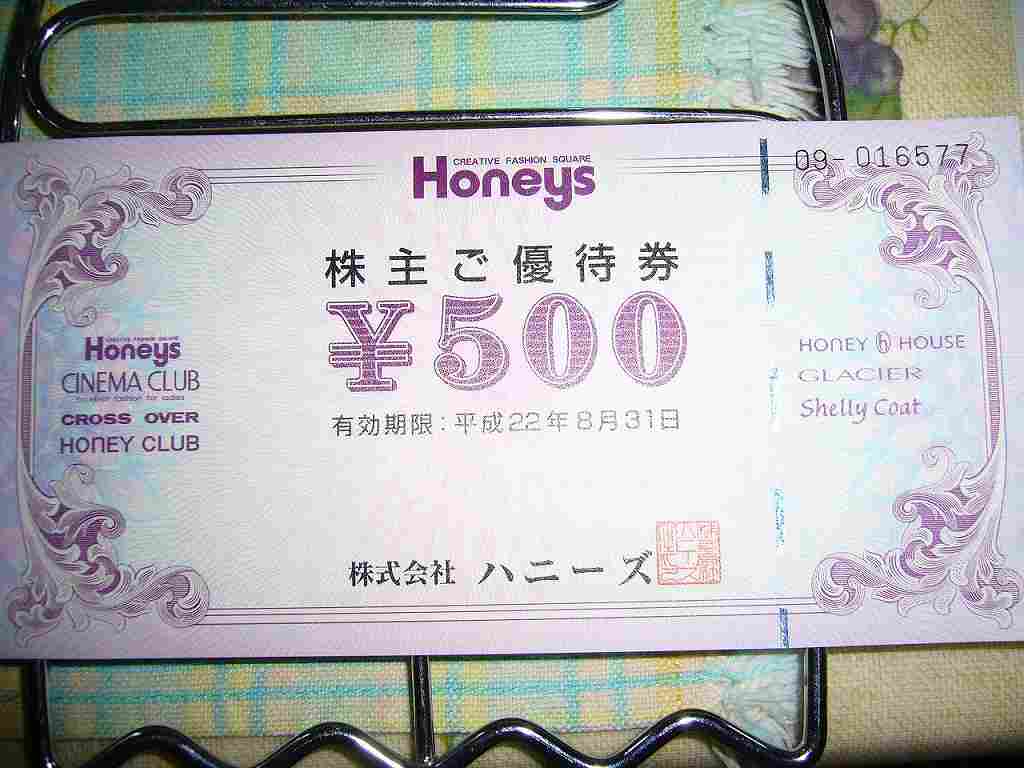 CREATIVE FASHION SQUARE
Honeys
09-016577
株主ご優待券
¥500
有効期限:平成22年8月31日
Honeys
CINEMA CLUB
CROSS OVER
HONEY CLUB
HONEY h HOUSE
GLACIER
Shelly Coat
株式会社 ハニーズ